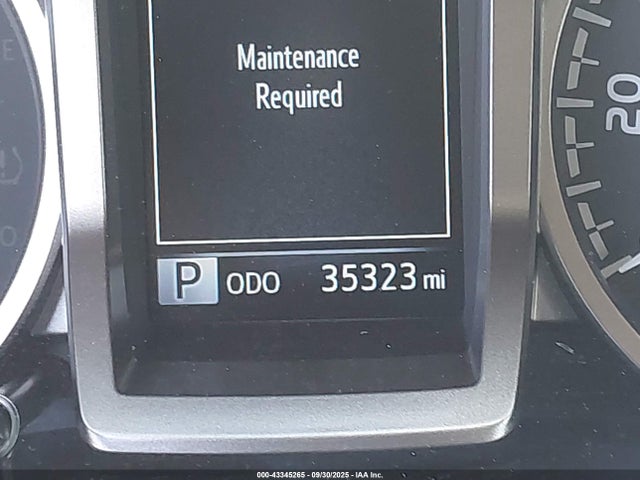 Maintenance
Required
20
P ODO 35323 mi
000-43345265 - 09/30/2025 - IAA Inc.